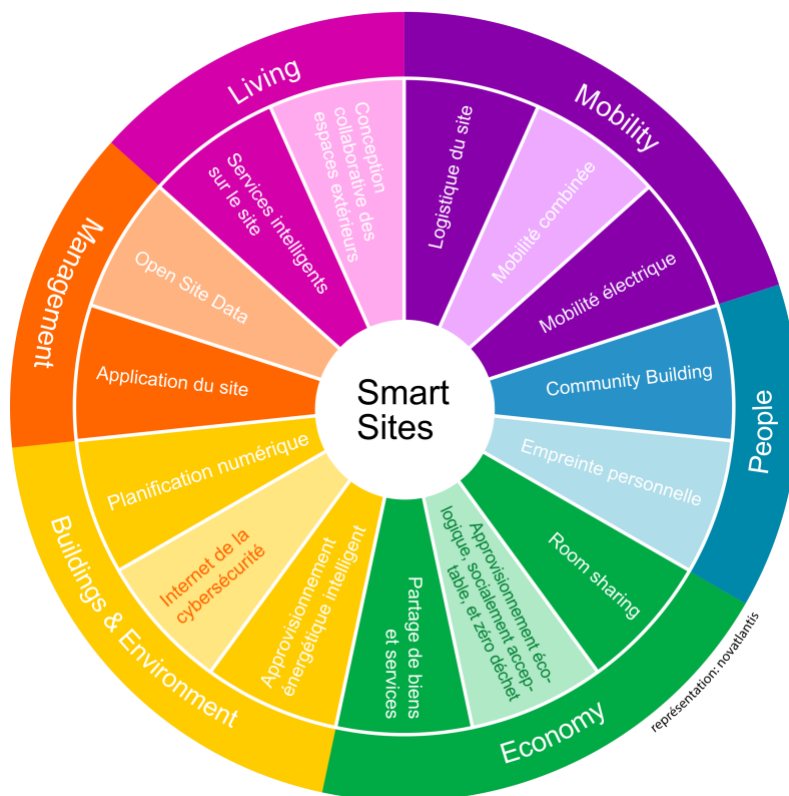 Smart
Sites
Mobility
Logistique du site
Mobilité combinée
Mobilité électrique
People
Community Building
Empreinte personnelle
Economy
Room sharing
Approvisionnement éco-
logique, socialement accep-
table, et zéro déchet
Partage de biens
et services
Buildings & Environment
Approvisionnement
énergétique intelligent
Internet de la
cybersécurité
Planification numérique
Management
Application du site
Open Site Data
Living
Services intelligents
sur le site
Conception
collaborative des
espaces extérieurs
représentation: novatlantis